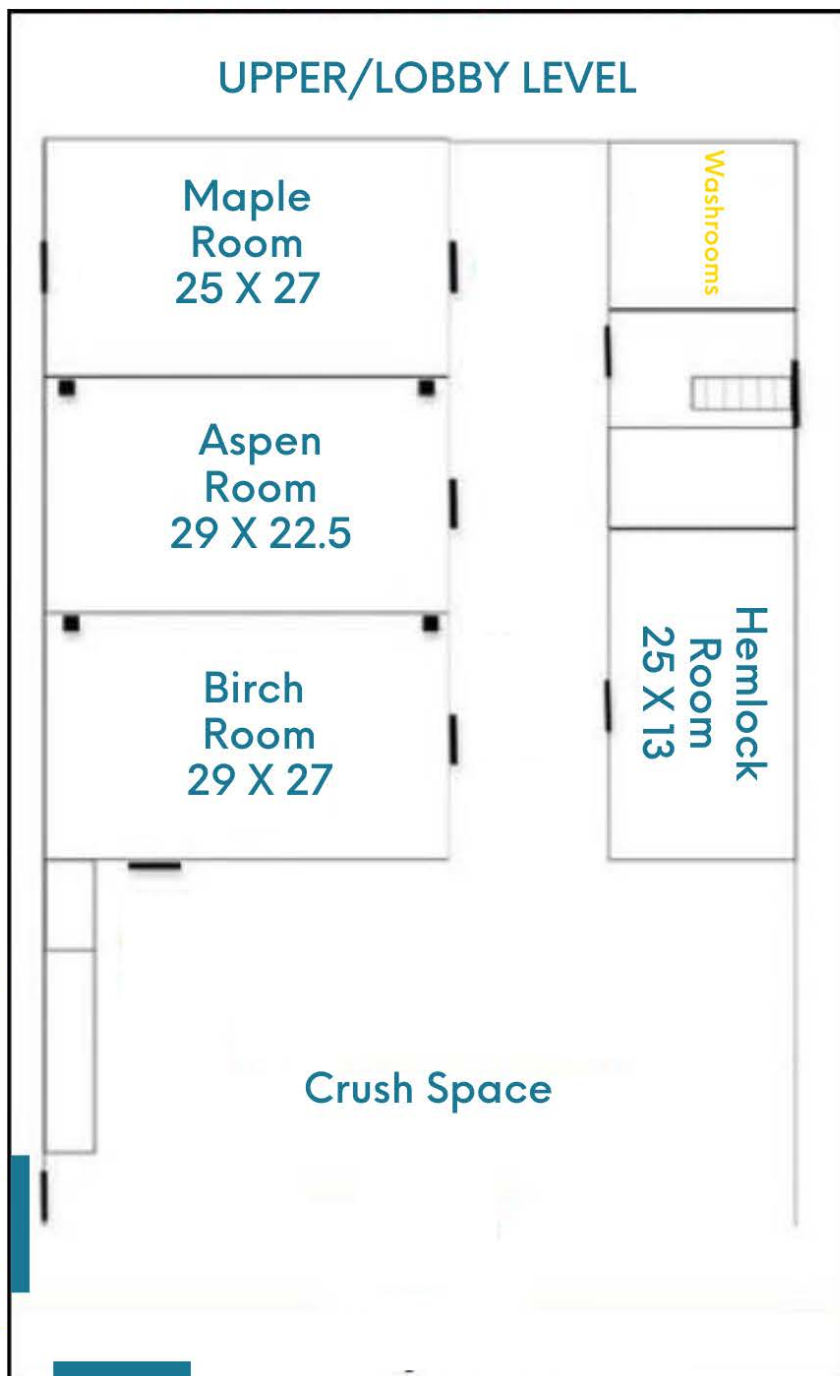 UPPER/LOBBY LEVEL
Maple
Room
25 X 27
Washrooms
Aspen
Room
29 X 22.5
Birch
Room
29 X 27
Hemlock
Room
25 X 13
Crush Space